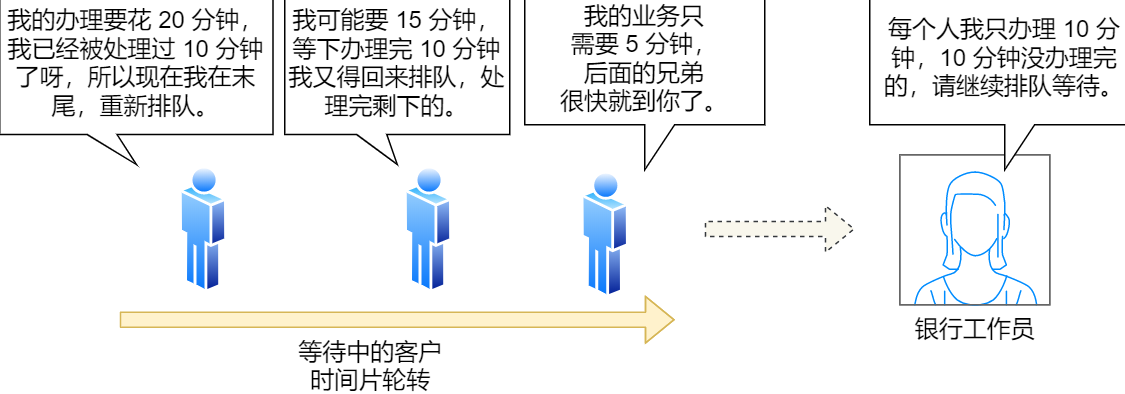 我的办理要花 20 分钟，
我已经被处理过 10 分钟
了呀，所以现在我在末
尾，重新排队。
我可能要 15 分钟，
等下办理完 10 分钟
我又得回来排队，处
理完剩下的。
我的业务只
需要 5 分钟，
后面的兄弟
很快就到你了。
每个人我只办理 10 分
钟，10 分钟没办理完
的，请继续排队等待。
银行工作员
等待中的客户
时间片轮转